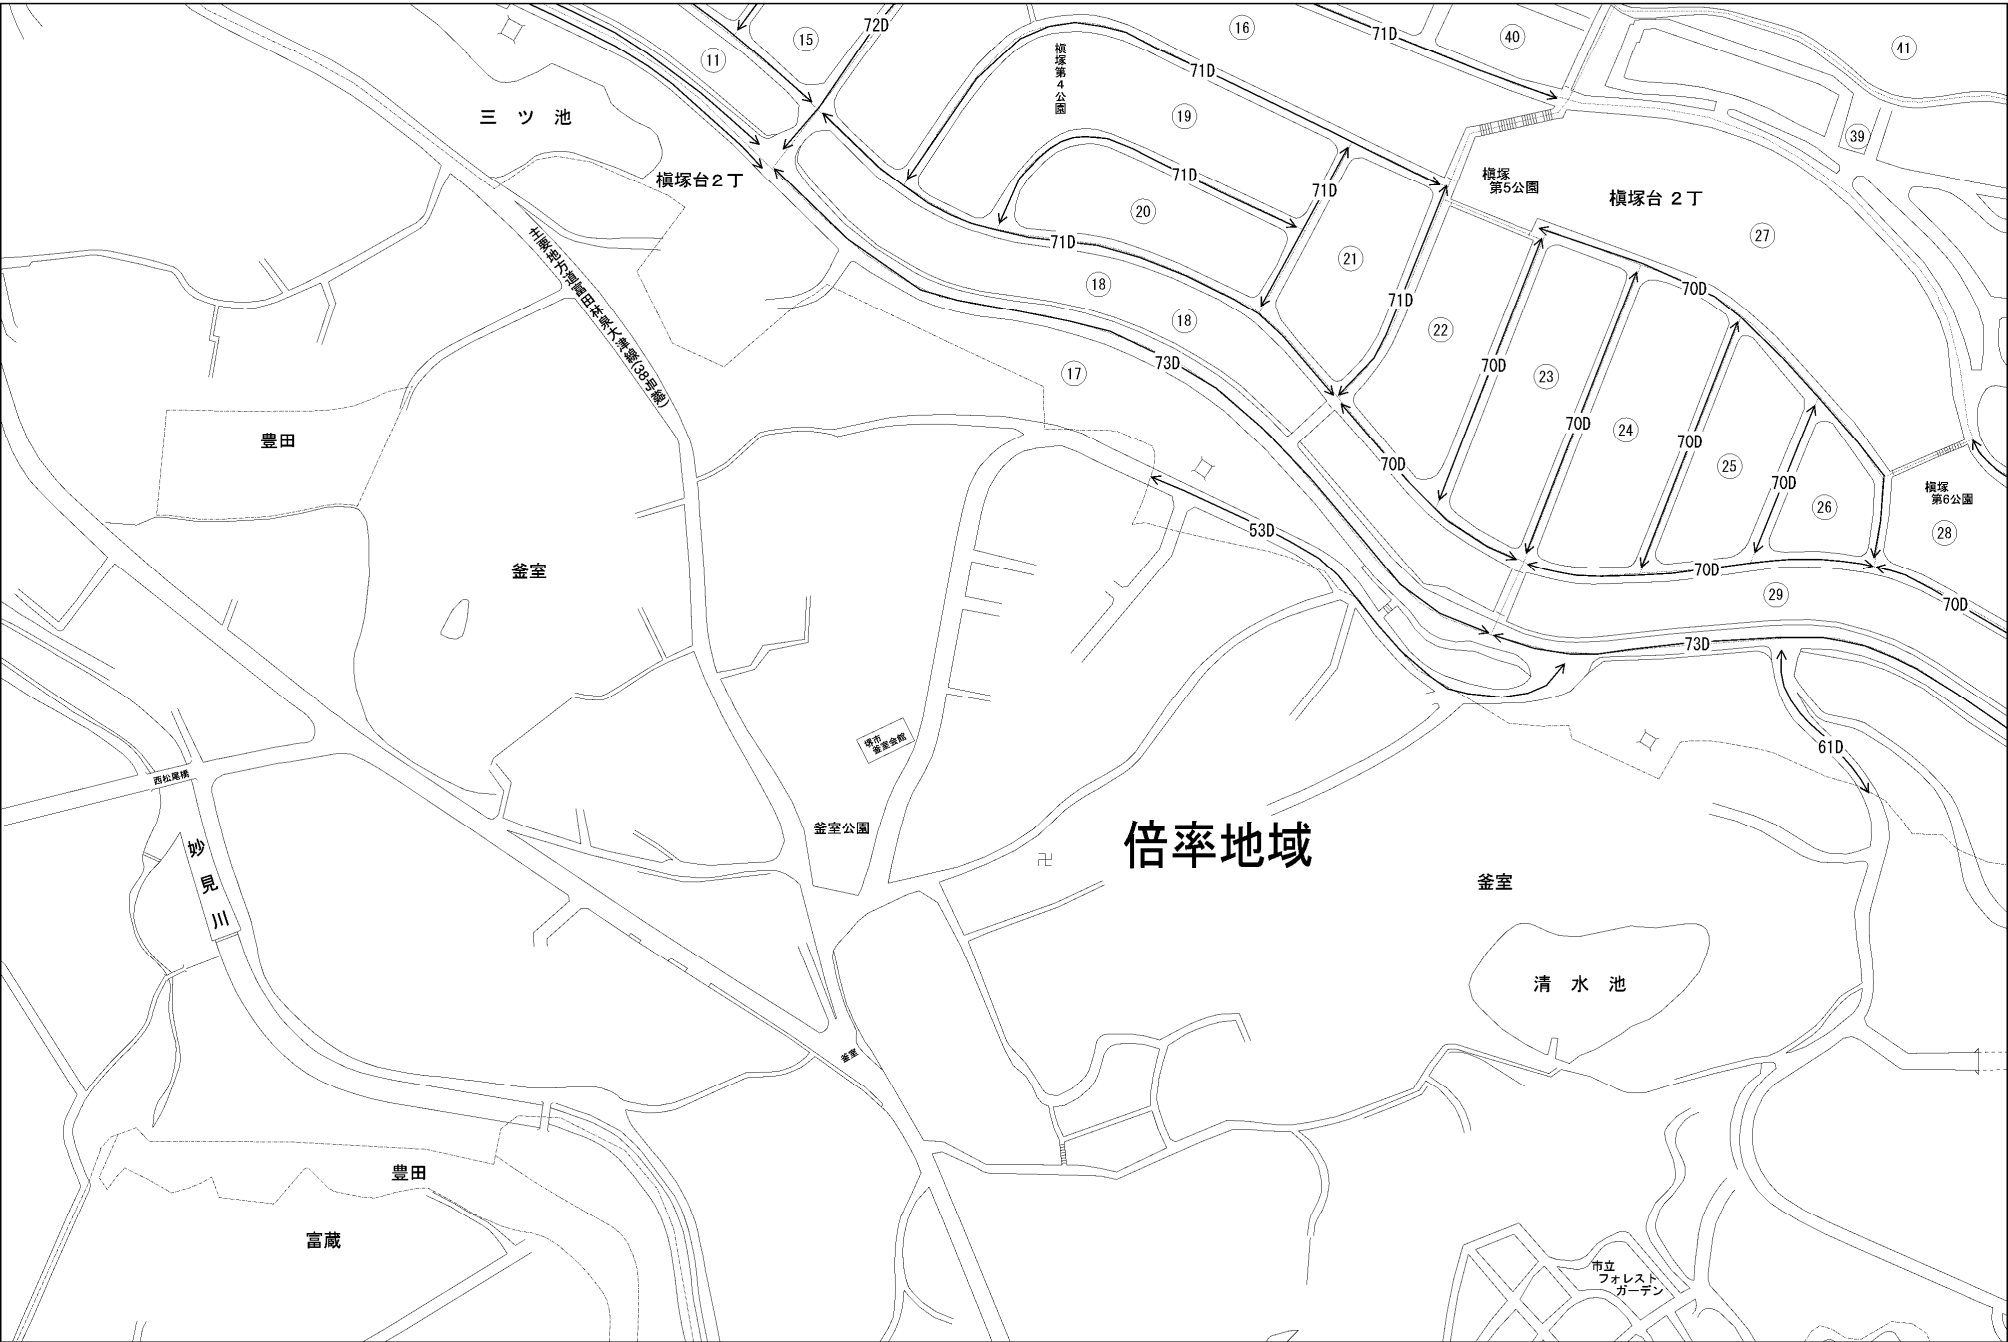 72D
⑮
⑪
⑯
71D
㊵
㊶
三 ツ 池
槇塚第4公園
71D
⑲
㊴
槇塚台2丁
71D
71D
槇塚
第5公園
槇塚台 2丁
⑳
㉗
71D
㉑
主要地方道富田林泉大津線(38号線)
⑱
70D
71D
⑱
㉒
73D
70D
⑰
㉓
70D
㉔
70D
豊田
70D
㉕
70D
㉖
槇塚
第6公園
53D
㉘
釜室
70D
㉙
70D
73D
61D
堺市
釜室会館
西松尾橋
釜室公園
倍率地域
卍
妙見川
釜室
清 水 池
釜室
豊田
富蔵
市立
フォレスト
ガーデン